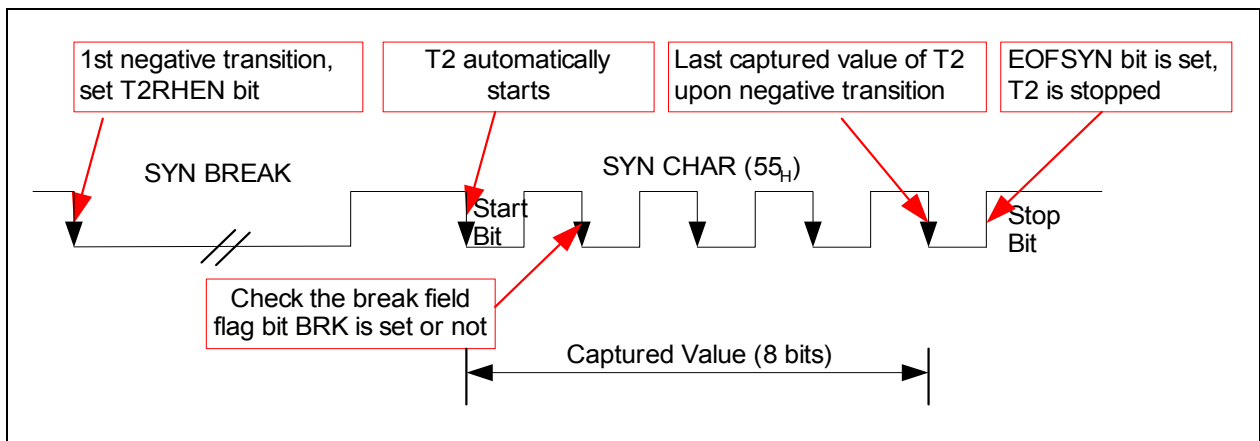 1st negative transition,
set T2RHEN bit
T2 automatically
starts
Last captured value of T2
upon negative transition
EOFSYN bit is set,
T2 is stopped
SYN BREAK
SYN CHAR (55H)
Start
Bit
Stop
Bit
Check the break field
flag bit BRK is set or not
Captured Value (8 bits)